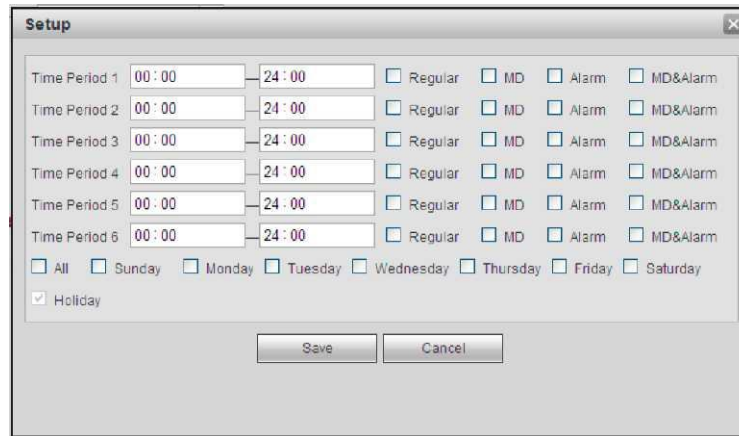 Setup
Time Period 1 00:00 — 24:00 Regular MD Alarm MD&Alarm
Time Period 2 00:00 — 24:00 Regular MD Alarm MD&Alarm
Time Period 3 00:00 — 24:00 Regular MD Alarm MD&Alarm
Time Period 4 00:00 — 24:00 Regular MD Alarm MD&Alarm
Time Period 5 00:00 — 24:00 Regular MD Alarm MD&Alarm
Time Period 6 00:00 — 24:00 Regular MD Alarm MD&Alarm
All Sunday Monday Tuesday Wednesday Thursday Friday Saturday
Holiday
Save Cancel